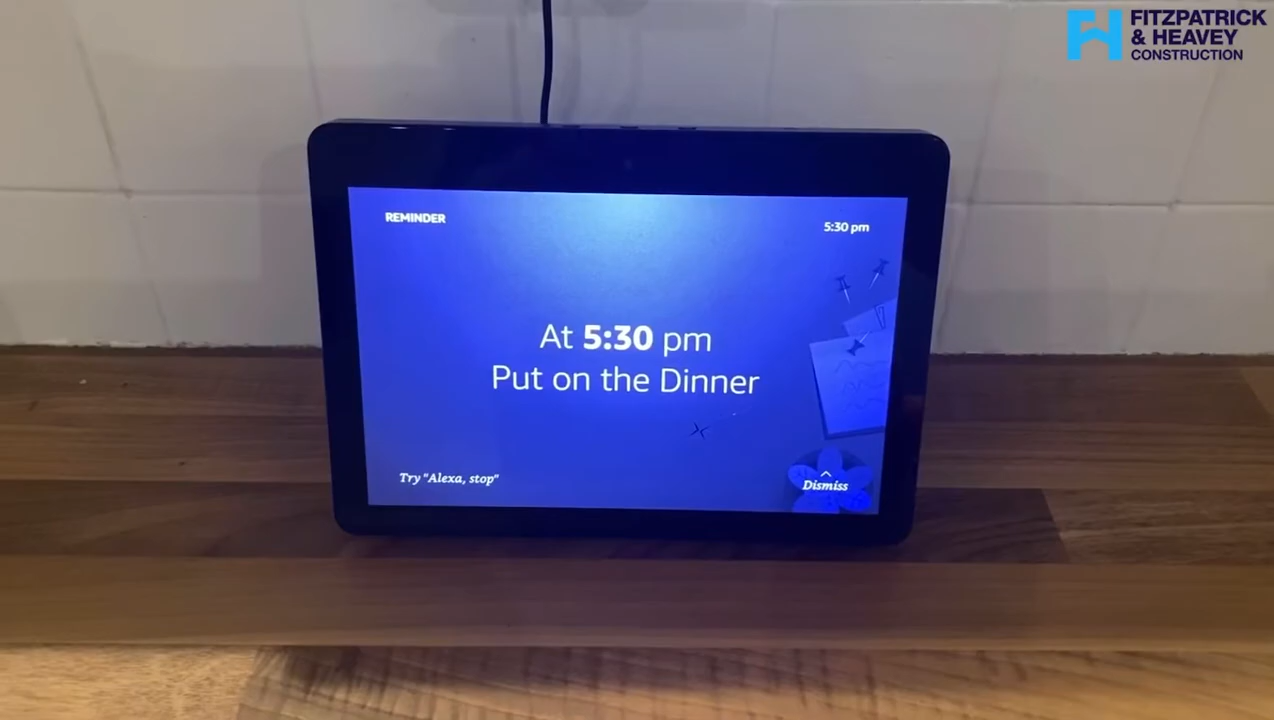 FITZPATRICK
& HEAVEY
CONSTRUCTION
REMINDER
5:30 pm
At 5:30 pm
Put on the Dinner
Try "Alexa, stop"
Dismiss